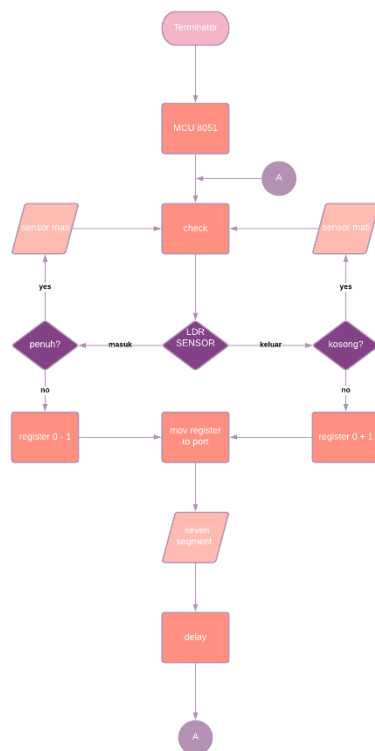 Terminator
MCU 8051
A
sensor mati
check
sensor mati
yes
yes
penuh?
masuk
LDR
SENSOR
keluar
kosong?
no
no
register 0 - 1
mov register
to port
register 0 + 1
seven
segment
delay
A